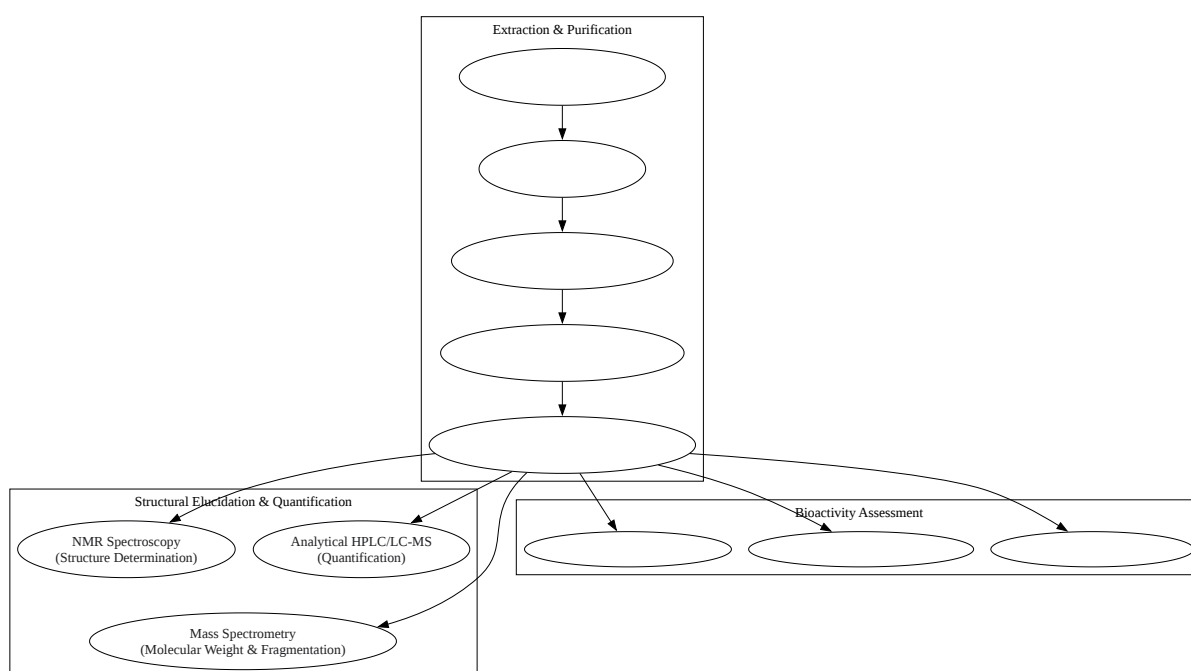 Extraction & Purification
Structural Elucidation & Quantification
NMR Spectroscopy
(Structure Determination)
Analytical HPLC/LC-MS
(Quantification)
Mass Spectrometry
(Molecular Weight & Fragmentation)
Bioactivity Assessment